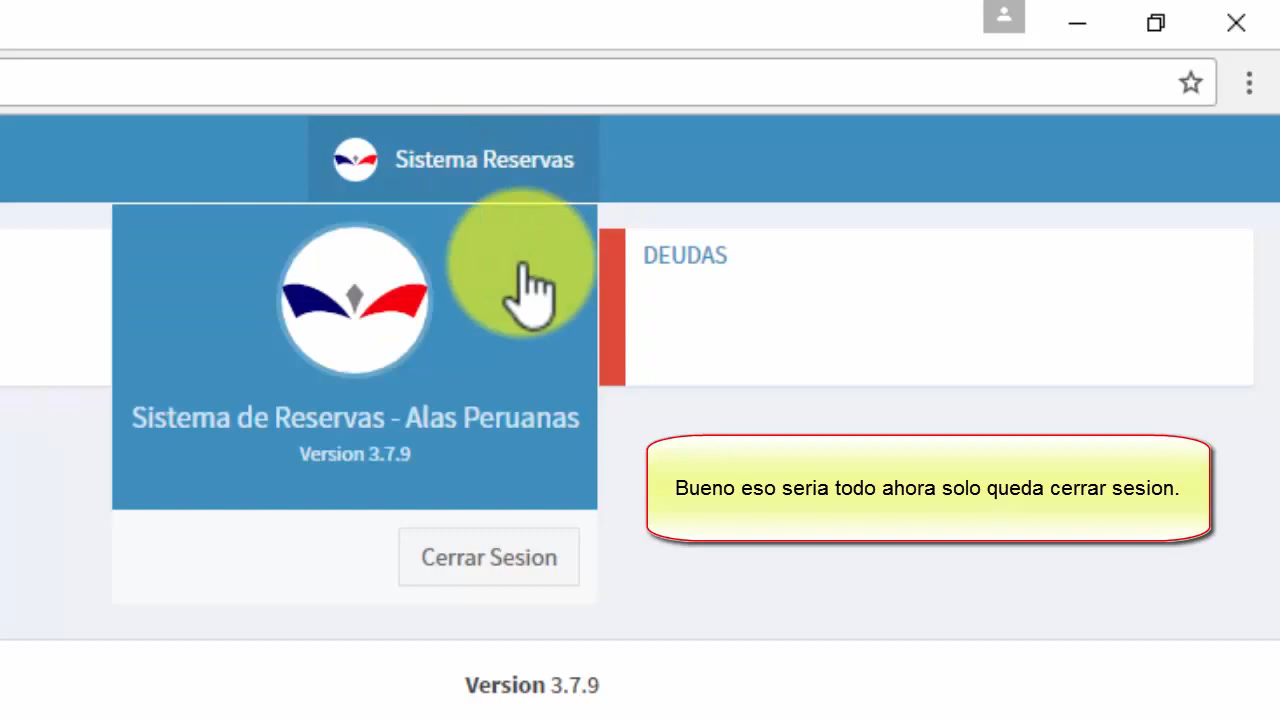 Sistema Reservas
DEUDAS
Sistema de Reservas - Alas Peruanas
Version 3.7.9
Bueno eso seria todo ahora solo queda cerrar sesion.
Cerrar Sesion
Version 3.7.9